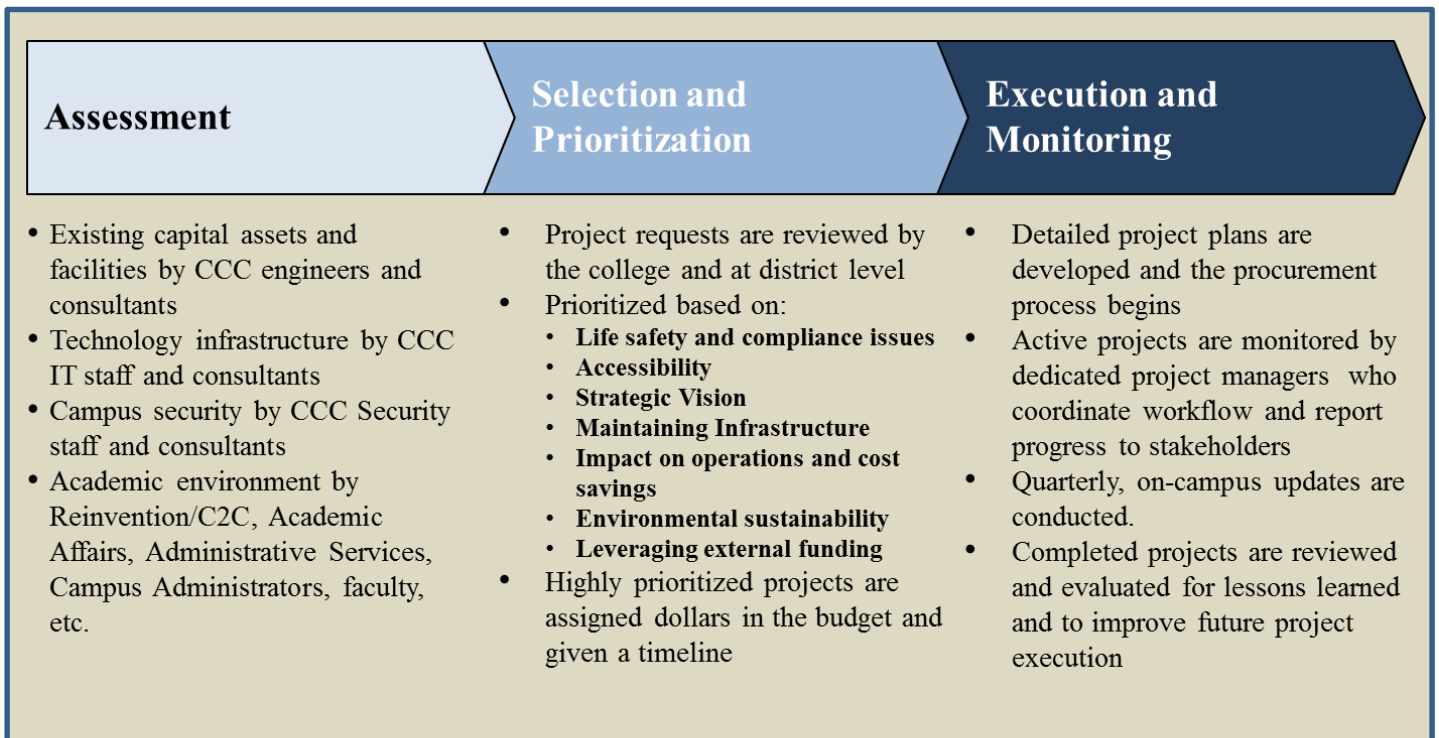 Assessment
Selection and
Prioritization
Execution and
Monitoring
• Existing capital assets and
facilities by CCC engineers and
consultants
• Technology infrastructure by CCC
IT staff and consultants
• Campus security by CCC Security
staff and consultants
• Academic environment by
Reinvention/C2C, Academic
Affairs, Administrative Services,
Campus Administrators, faculty,
etc.
• Project requests are reviewed by
the college and at district level
• Prioritized based on:
• Life safety and compliance issues
• Accessibility
• Strategic Vision
• Maintaining Infrastructure
• Impact on operations and cost
savings
• Environmental sustainability
• Leveraging external funding
• Highly prioritized projects are
assigned dollars in the budget and
given a timeline
• Detailed project plans are
developed and the procurement
process begins
• Active projects are monitored by
dedicated project managers who
coordinate workflow and report
progress to stakeholders
• Quarterly, on-campus updates are
conducted.
• Completed projects are reviewed
and evaluated for lessons learned
and to improve future project
execution